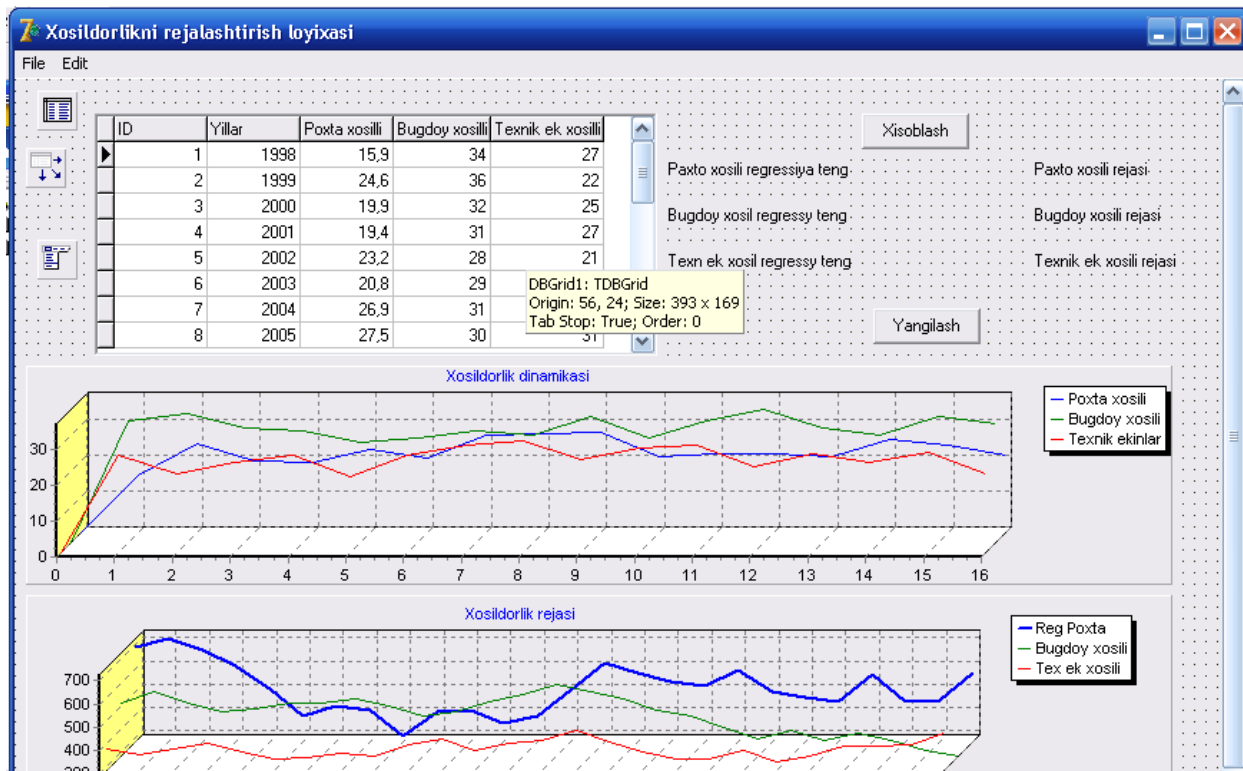 Xosildorlikni rejalashtirish loyixasi
File Edit
ID Yillar Poxta xosilli Bugdoy xosilli Texnik ek xosilli
1 1998 15,9 34 27
2 1999 24,6 36 22
3 2000 19,9 32 25
4 2001 19,4 31 27
5 2002 23,2 28 21
6 2003 20,8 29
7 2004 26,9 31
8 2005 27,5 30 31
DBGrid1: TDBGrid
Origin: 56, 24; Size: 393 x 169
Tab Stop: True; Order: 0
Xisoblash
Paxto xosili regressiya teng
Paxto xosili rejasi
Bugdoy xosil regressy teng
Bugdoy xosili rejasi
Texn ek xosil regressy teng
Texnik ek xosili rejasi
Yangilash
Xosildorlik dinamikasi
Poxta xosili
Bugdoy xosili
Texnik ekinlar
30
20
10
0
0 1 2 3 4 5 6 7 8 9 10 11 12 13 14 15 16
Xosildorlik rejasi
Reg Poxta
Bugdoy xosili
Tex ek xosili
700
600
500
400